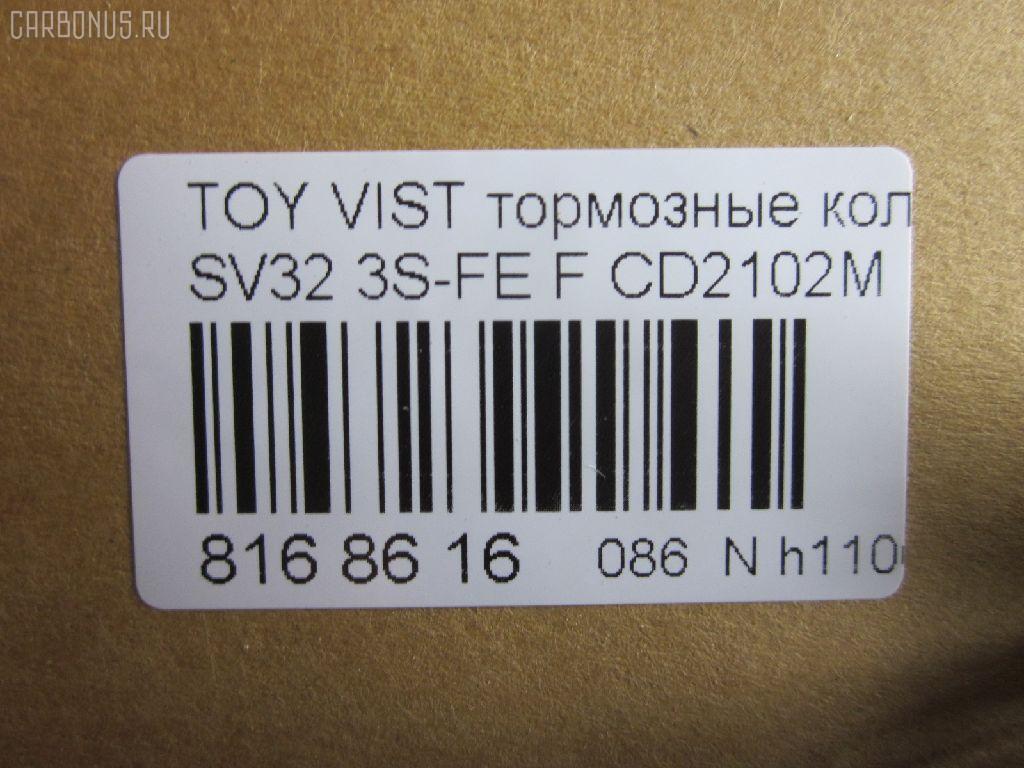 CARBONUS.RU
TOY VIST тормозные кол
SV32 3S-FE F CD2102M
816 86 16 086 N h110